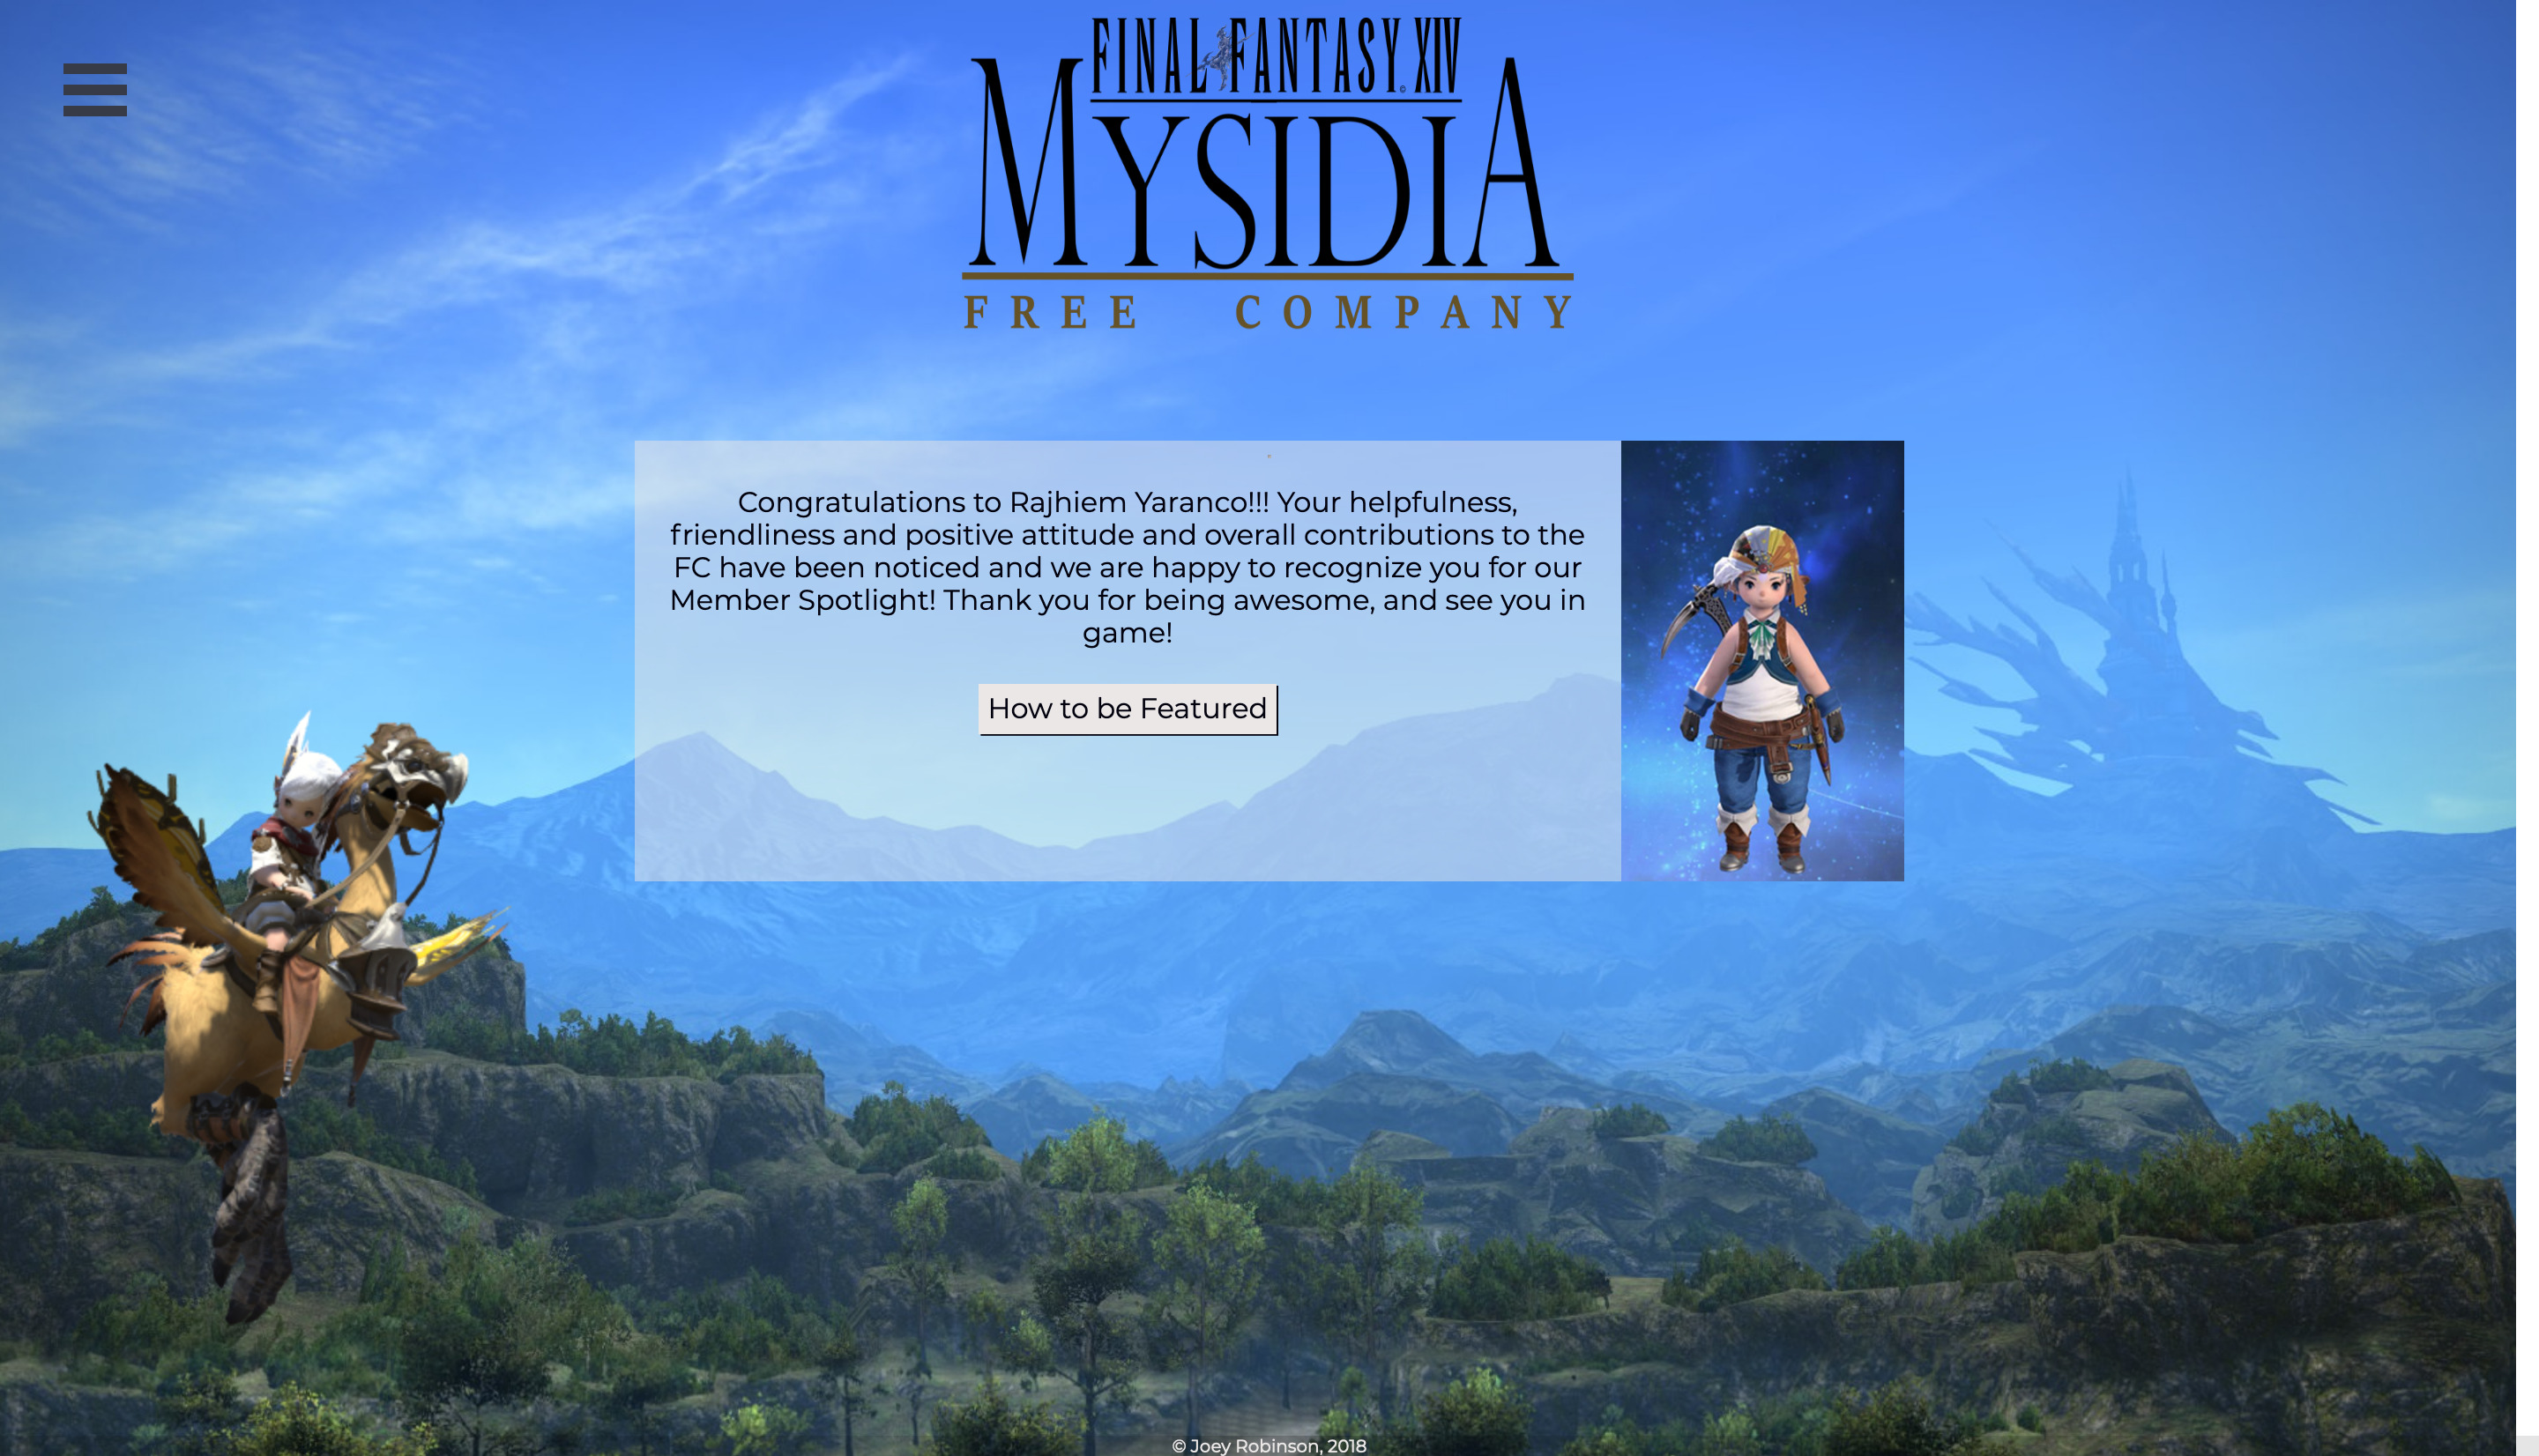 FINAL FANTASY XIV
MYSIDIA
FREE COMPANY
Congratulations to Rajhiem Yaranco!!! Your helpfulness,
friendliness and positive attitude and overall contributions to the
FC have been noticed and we are happy to recognize you for our
Member Spotlight! Thank you for being awesome, and see you in
game!
How to be Featured
© Joey Robinson, 2018